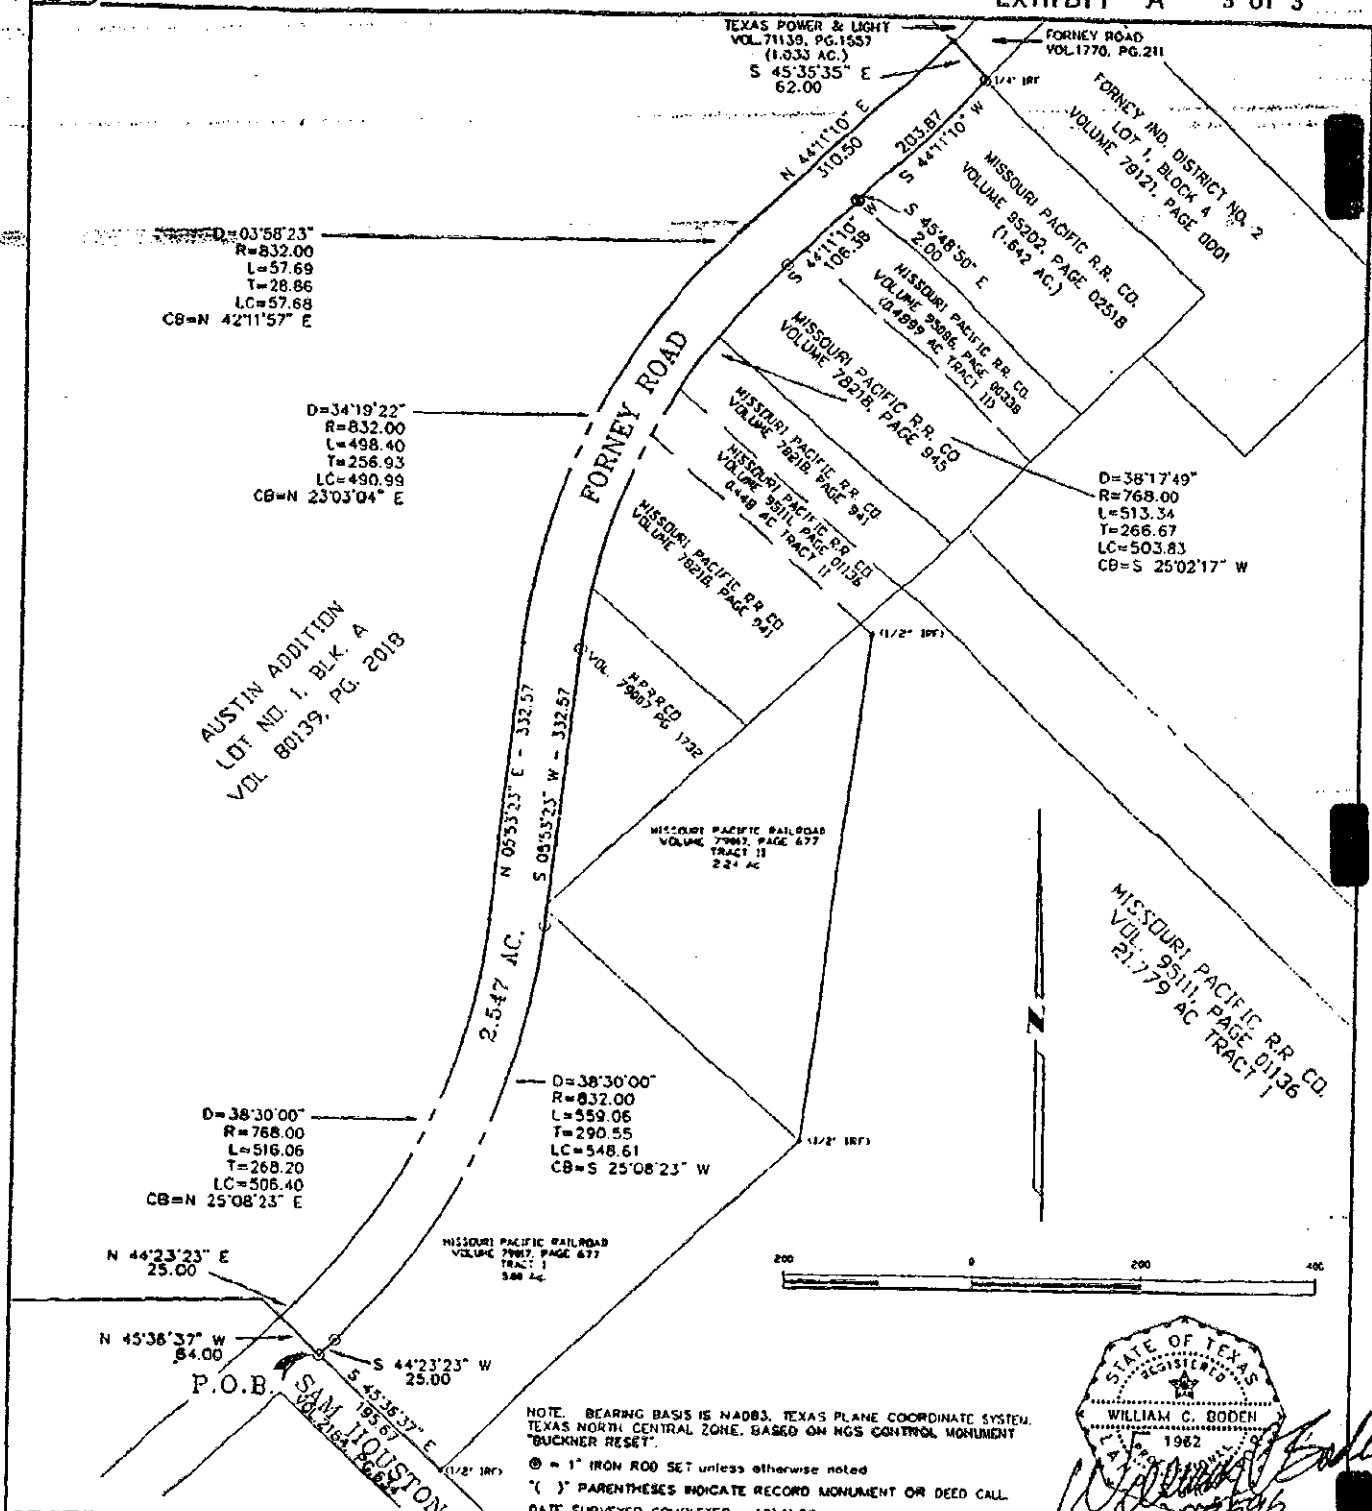 EXHIBIT "A" 3 of 3
TEXAS POWER & LIGHT
VOL.71139, PG.1557
(1.033 AC.)
S 45°35'35" E
62.00
FORNEY ROAD
VOL.1770, PG.211
1/4" IRF
FORNEY IND. DISTRICT NO. 2
LOT 1, BLOCK 4
VOLUME 78121, PAGE 0001
N 44°11'10" E
310.50
203.87
S 44°11'10" W
MISSOURI PACIFIC R.R. CO.
VOLUME 95202, PAGE 02518
(1.642 AC.)
S 45°48'50" E
2.00
S 44°11'10" W
106.38
MISSOURI PACIFIC R.R. CO.
VOLUME 95086, PAGE 00338
(0.4899 AC TRACT II)
MISSOURI PACIFIC R.R. CO
VOLUME 78218, PAGE 945
D=03°58'23"
R=832.00
L=57.69
T=28.86
LC=57.68
CB=N 42°11'57" E
D=34°19'22"
R=832.00
L=498.40
T=256.93
LC=490.99
CB=N 23°03'04" E
FORNEY ROAD
MISSOURI PACIFIC R.R. CO.
VOLUME 78218, PAGE 941
MISSOURI PACIFIC R.R. CO
VOLUME 95111, PAGE 01136
0.448 AC TRACT II
MISSOURI PACIFIC R.R. CO
VOLUME 78218, PAGE 941
D=38°17'49"
R=768.00
L=513.34
T=266.67
LC=503.83
CB=S 25°02'17" W
(1/2" IRF)
M.P.R.R.CO
VOL. 79007 PG 1732
AUSTIN ADDITION
LOT NO. 1, BLK. A
VOL. 80139, PG. 2018
N 05°53'23" E - 332.57
S 05°53'23" W - 332.57
MISSOURI PACIFIC RAILROAD
PAGE 677
TRACT II
2.24 AC
2.547 AC.
MISSOURI PACIFIC R.R. CO.
VOL. 95111, PAGE 01136
21.779 AC TRACT I
N
D=38°30'00"
R=768.00
L=516.06
T=268.20
LC=506.40
CB=N 25°08'23" E
D=38°30'00"
R=832.00
L=559.06
T=290.55
LC=548.61
CB=S 25°08'23" W
(1/2" IRF)
MISSOURI PACIFIC RAILROAD
PAGE 677
TRACT I
N 44°23'23" E
25.00
200 0 200 400
N 45°36'37" W
64.00
S 44°23'23" W
25.00
P.O.B.
S 45°36'37" E
195.67
SAM HOUSTON
(1/2" IRF)
NOTE. BEARING BASIS IS NAD83, TEXAS PLANE COORDINATE SYSTEM,
TEXAS NORTH CENTRAL ZONE, BASED ON NGS CONTROL MONUMENT
"BUCKNER RESET".
= 1" IRON ROD SET unless otherwise noted
"( )" PARENTHESES INDICATE RECORD MONUMENT OR DEED CALL.
DATE SURVEYED COMPLETED
STATE OF TEXAS
REGISTERED
WILLIAM C. BODEN
1962
PROFESSIONAL